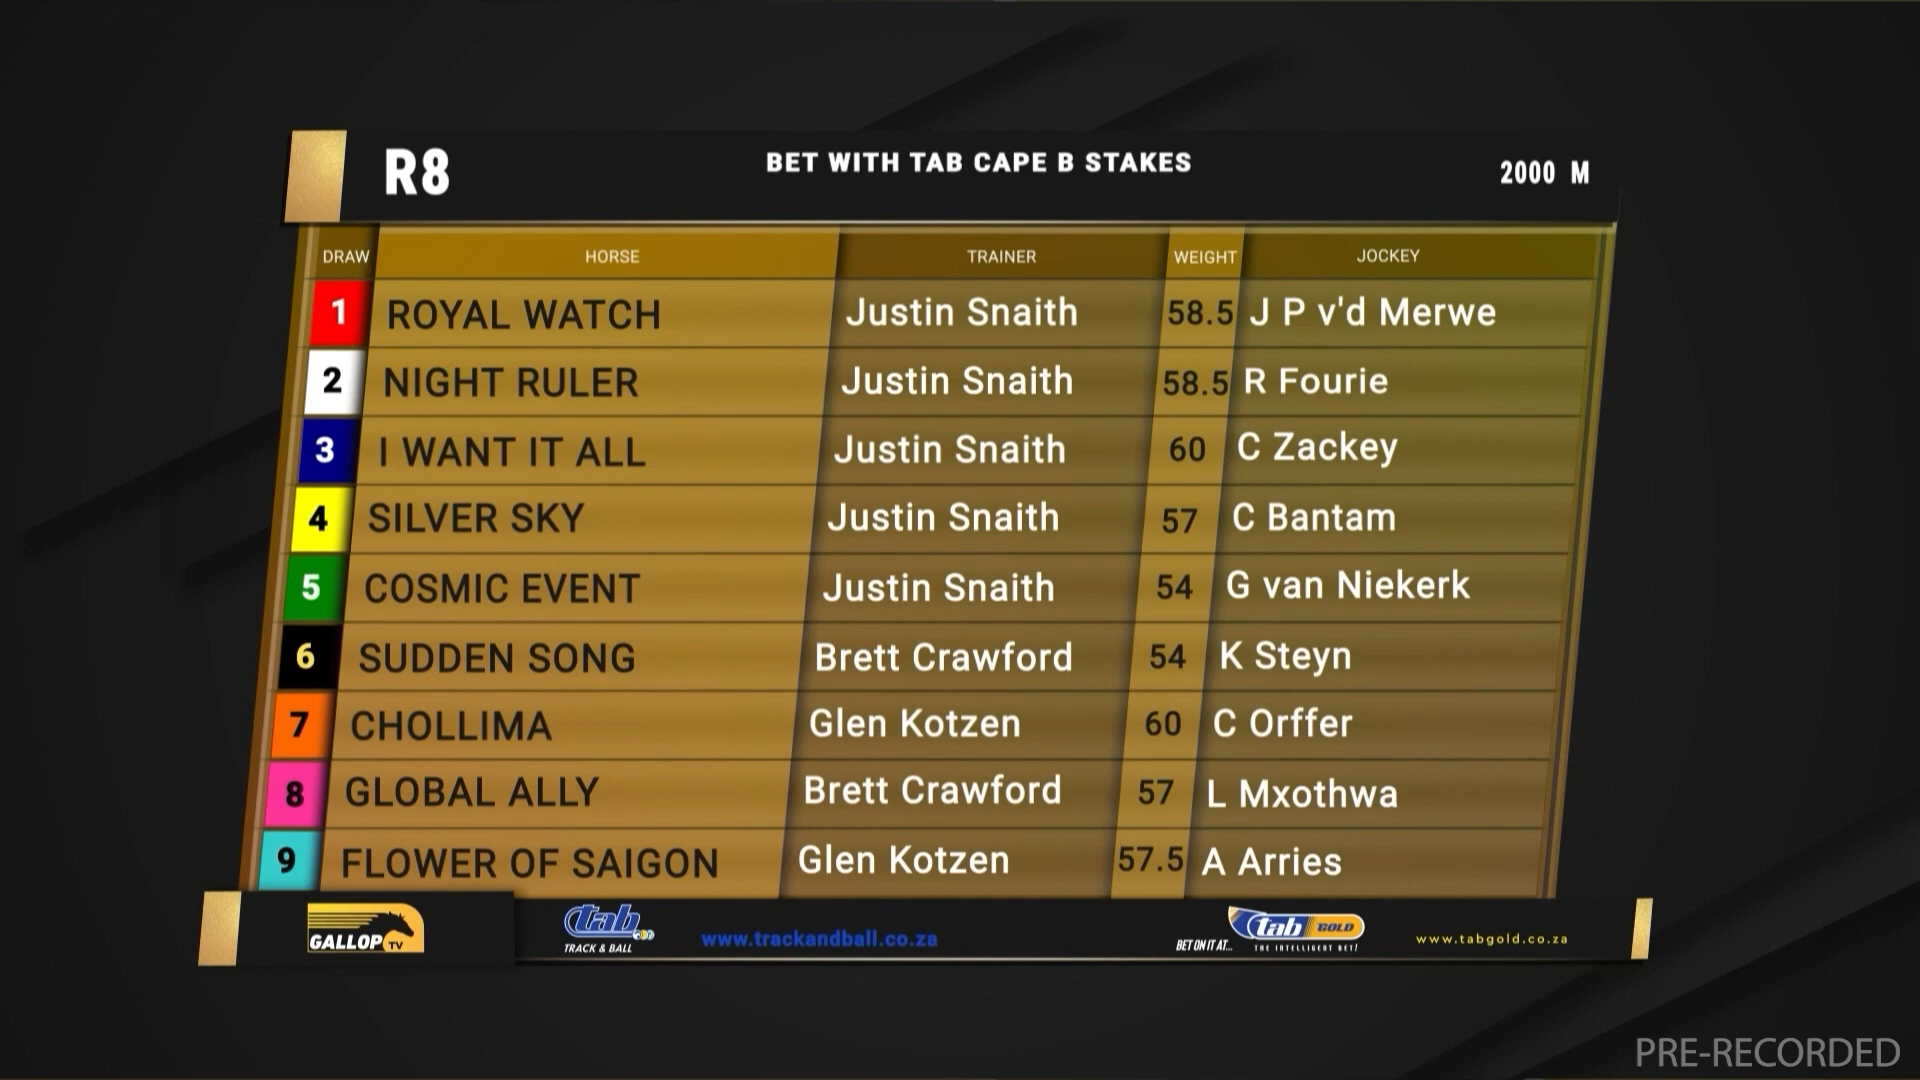 R8 BET WITH TAB CAPE B STAKES 2000 M
DRAW HORSE TRAINER WEIGHT JOCKEY
1 ROYAL WATCH Justin Snaith 58.5 J P v'd Merwe
2 NIGHT RULER Justin Snaith 58.5 R Fourie
3 I WANT IT ALL Justin Snaith 60 C Zackey
4 SILVER SKY Justin Snaith 57 C Bantam
5 COSMIC EVENT Justin Snaith 54 G van Niekerk
6 SUDDEN SONG Brett Crawford 54 K Steyn
7 CHOLLIMA Glen Kotzen 60 C Orffer
8 GLOBAL ALLY Brett Crawford 57 L Mxothwa
9 FLOWER OF SAIGON Glen Kotzen 57.5 A Arries
GALLOP TV
tab
TRACK & BALL
www.trackandball.co.za
BET ON IT AT...
tab GOLD
THE INTELLIGENT BET!
www.tabgold.co.za
PRE-RECORDED